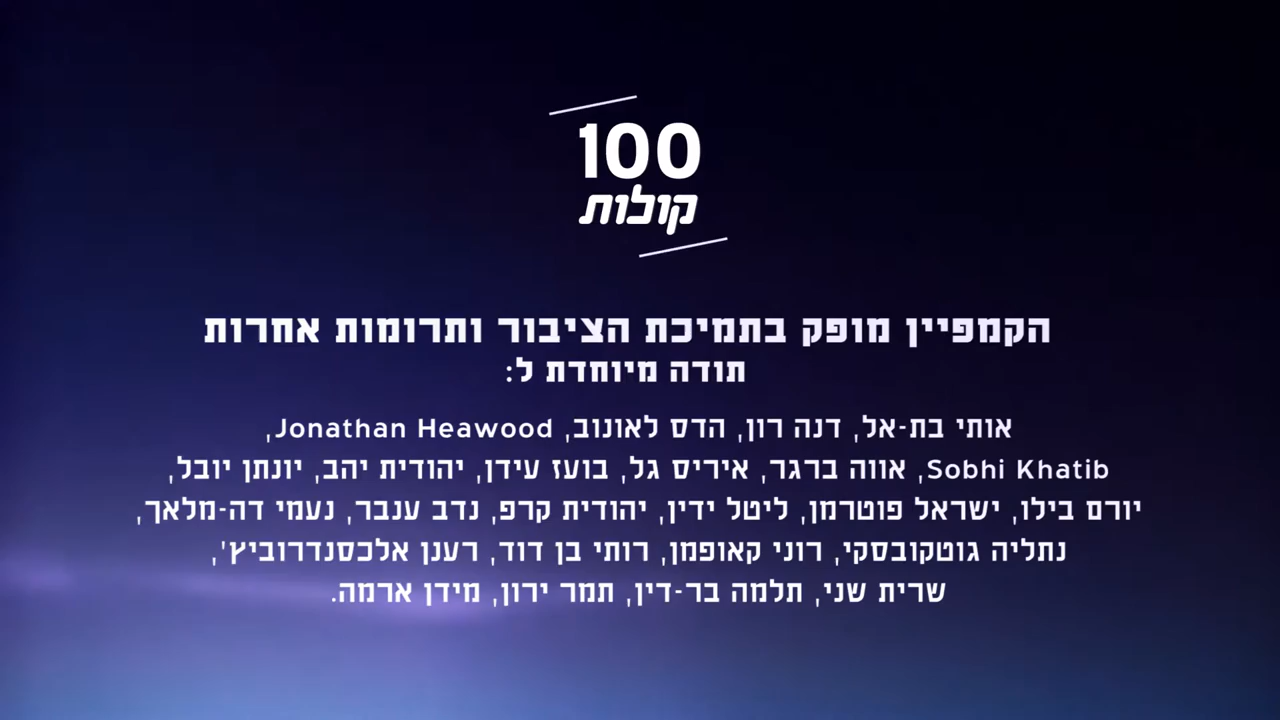 100
קולות
הקמפיין מופק בתמיכת הציבור ותרומות אחרות
תודה מיוחדת ל:
אותי בת-אל, דנה רון, הדס לאונוב, Jonathan Heawood,
Sobhi Khatib, אווה ברגר, איריס גל, בועז עידן, יהודית יהב, יונתן יובל,
יורם בילו, ישראל פוטרמן, ליטל ידין, יהודית קרפ, נדב ענבר, נעמי דה-מלאך,
נתליה גוטקובסקי, רוני קאופמן, רותי בן דוד, רענן אלכסנדרוביץ',
שרית שני, תלמה בר-דין, תמר ירון, מידן ארמה.